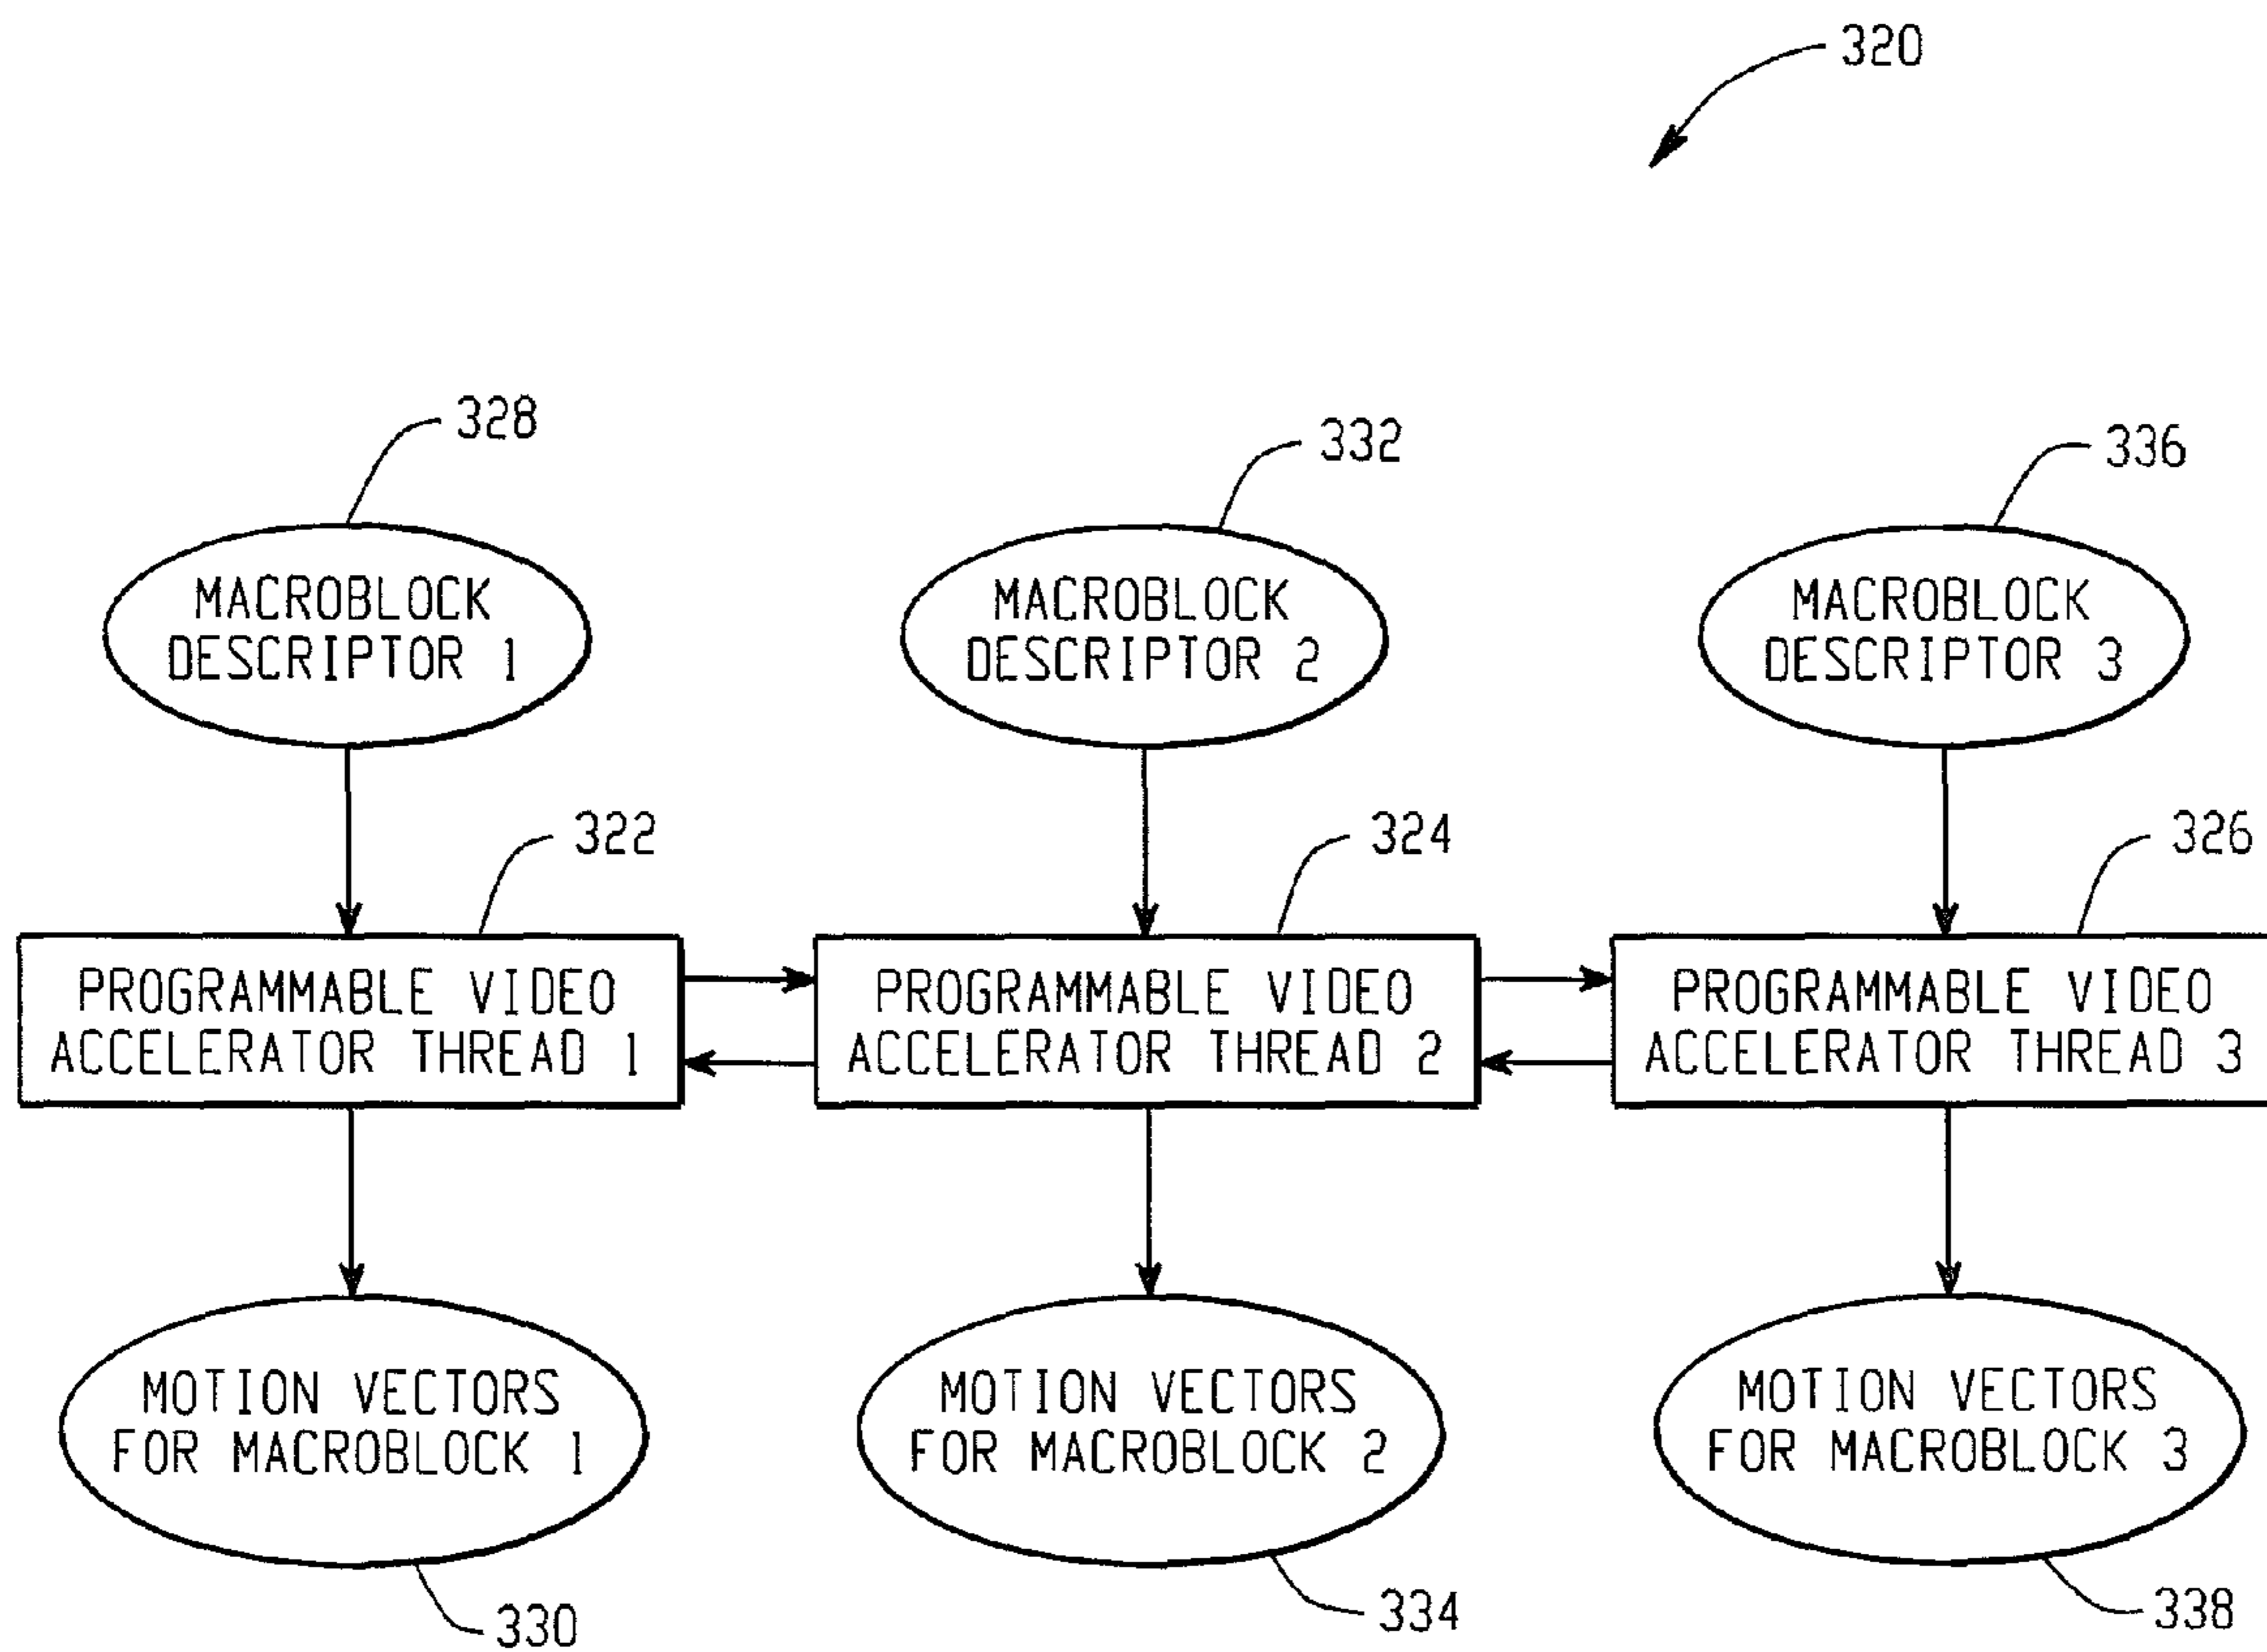 320
328
332
336
MACROBLOCK
DESCRIPTOR 1
MACROBLOCK
DESCRIPTOR 2
MACROBLOCK
DESCRIPTOR 3
322
324
326
PROGRAMMABLE VIDEO
ACCELERATOR THREAD 1
PROGRAMMABLE VIDEO
ACCELERATOR THREAD 2
PROGRAMMABLE VIDEO
ACCELERATOR THREAD 3
MOTION VECTORS
FOR MACROBLOCK 1
MOTION VECTORS
FOR MACROBLOCK 2
MOTION VECTORS
FOR MACROBLOCK 3
330
334
338